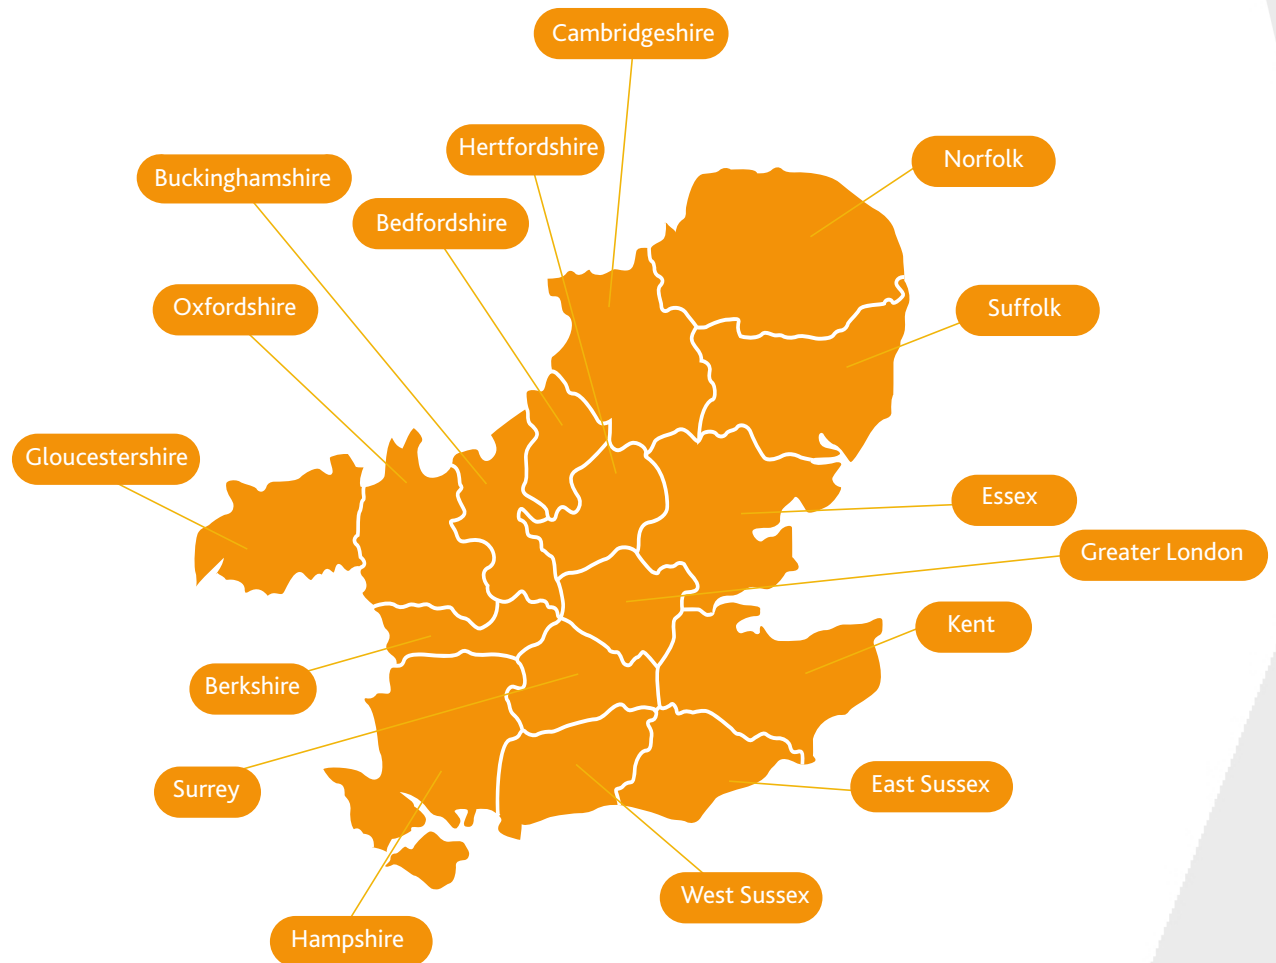 Cambridgeshire
Hertfordshire
Norfolk
Buckinghamshire
Bedfordshire
Oxfordshire
Suffolk
Gloucestershire
Essex
Greater London
Kent
Berkshire
Surrey
East Sussex
West Sussex
Hampshire